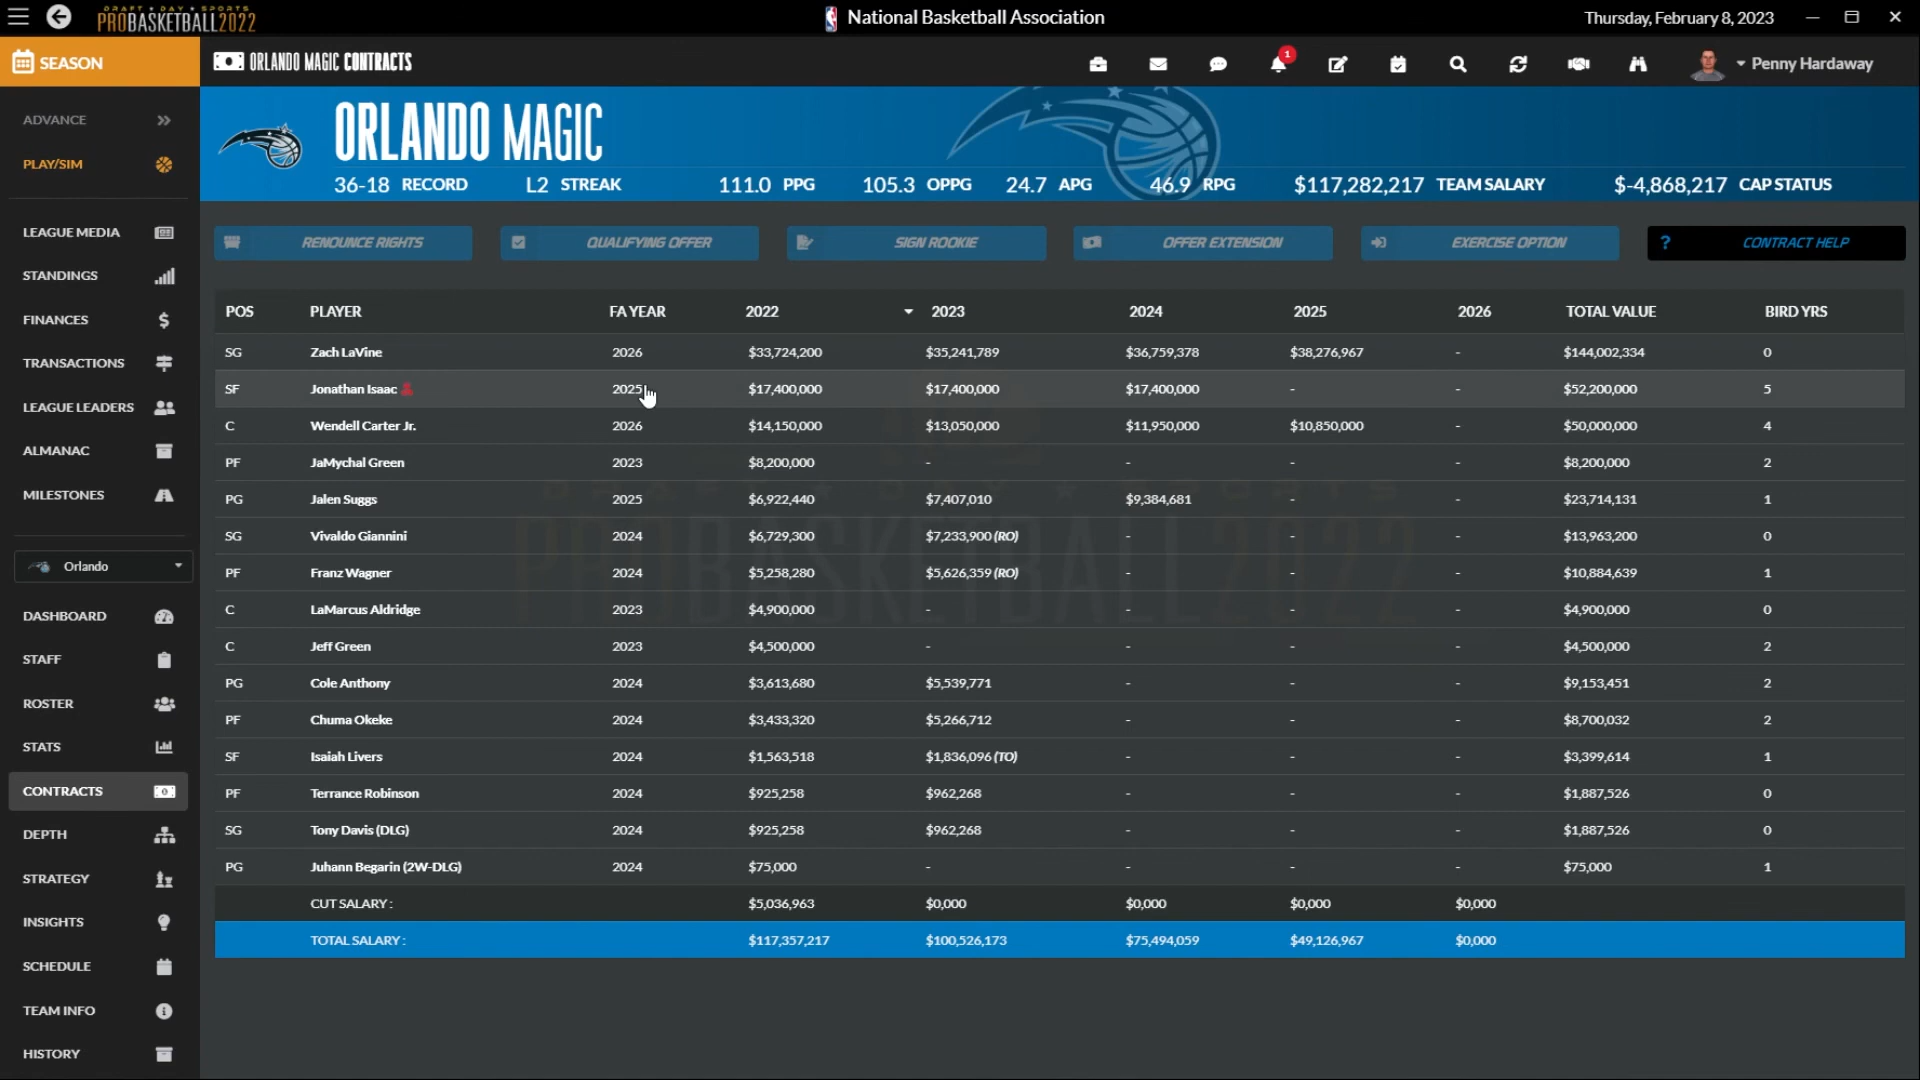 DRAFT • DAY • SPORTS
PROBASKETBALL2022
National Basketball Association
Thursday, February 8, 2023
SEASON
ORLANDO MAGIC CONTRACTS
1
Penny Hardaway
ADVANCE
PLAY/SIM
LEAGUE MEDIA
STANDINGS
FINANCES
TRANSACTIONS
LEAGUE LEADERS
ALMANAC
MILESTONES
Orlando
DASHBOARD
STAFF
ROSTER
STATS
CONTRACTS
DEPTH
STRATEGY
INSIGHTS
SCHEDULE
TEAM INFO
HISTORY
ORLANDO MAGIC
36-18 RECORD L2 STREAK 111.0 PPG 105.3 OPPG 24.7 APG 46.9 RPG $117,282,217 TEAM SALARY $-4,868,217 CAP STATUS
RENOUNCE RIGHTS QUALIFYING OFFER SIGN ROOKIE OFFER EXTENSION EXERCISE OPTION ? CONTRACT HELP
POS PLAYER FA YEAR 2022 2023 2024 2025 2026 TOTAL VALUE BIRD YRS
SG Zach LaVine 2026 $33,724,200 $35,241,789 $36,759,378 $38,276,967 - $144,002,334 0
SF Jonathan Isaac 2025 $17,400,000 $17,400,000 $17,400,000 - - $52,200,000 5
C Wendell Carter Jr. 2026 $14,150,000 $13,050,000 $11,950,000 $10,850,000 - $50,000,000 4
PF JaMychal Green 2023 $8,200,000 - - - - $8,200,000 2
PG Jalen Suggs 2025 $6,922,440 $7,407,010 $9,384,681 - - $23,714,131 1
SG Vivaldo Giannini 2024 $6,729,300 $7,233,900 (RO) - - - $13,963,200 0
PF Franz Wagner 2024 $5,258,280 $5,626,359 (RO) - - - $10,884,639 1
C LaMarcus Aldridge 2023 $4,900,000 - - - - $4,900,000 0
C Jeff Green 2023 $4,500,000 - - - - $4,500,000 2
PG Cole Anthony 2024 $3,613,680 $5,539,771 - - - $9,153,451 2
PF Chuma Okeke 2024 $3,433,320 $5,266,712 - - - $8,700,032 2
SF Isaiah Livers 2024 $1,563,518 $1,836,096 (TO) - - - $3,399,614 1
PF Terrance Robinson 2024 $925,258 $962,268 - - - $1,887,526 0
SG Tony Davis (DLG) 2024 $925,258 $962,268 - - - $1,887,526 0
PG Juhann Begarin (2W-DLG) 2024 $75,000 - - - - $75,000 1
CUT SALARY : $5,036,963 $0,000 $0,000 $0,000 $0,000
TOTAL SALARY : $117,357,217 $100,526,173 $75,494,059 $49,126,967 $0,000
DRAFT • DAY • SPORTS
PROBASKETBALL2022